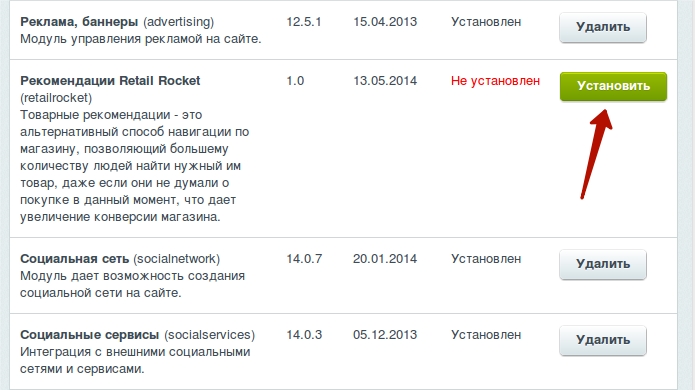 Реклама, баннеры (advertising) 12.5.1 15.04.2013 Установлен Удалить
Модуль управления рекламой на сайте.
Рекомендации Retail Rocket 1.0 13.05.2014 Не установлен Установить
(retailrocket)
Товарные рекомендации - это
альтернативный способ навигации по
магазину, позволяющий большему
количеству людей найти нужный им
товар, даже если они не думали о
покупке в данный момент, что дает
увеличение конверсии магазина.
Социальная сеть (socialnetwork) 14.0.7 20.01.2014 Установлен Удалить
Модуль дает возможность создания
социальной сети на сайте.
Социальные сервисы (socialservices) 14.0.3 05.12.2013 Установлен Удалить
Интеграция с внешними социальными
сетями и сервисами.